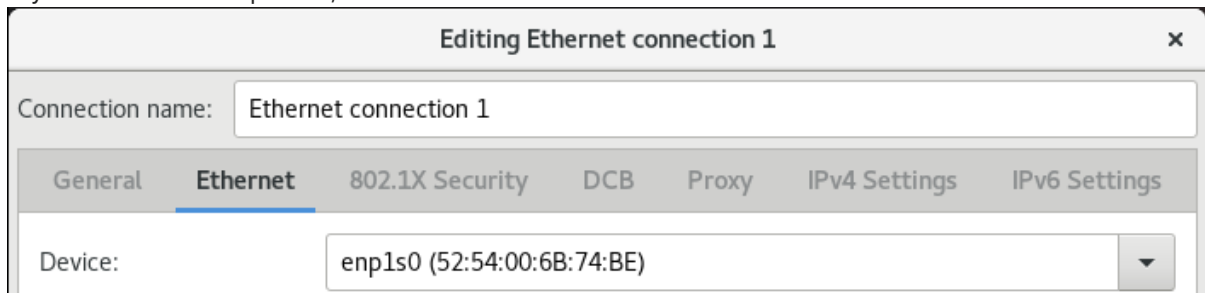 Editing Ethernet connection 1 ×
Connection name: Ethernet connection 1
General Ethernet 802.1X Security DCB Proxy IPv4 Settings IPv6 Settings
Device: enp1s0 (52:54:00:6B:74:BE)